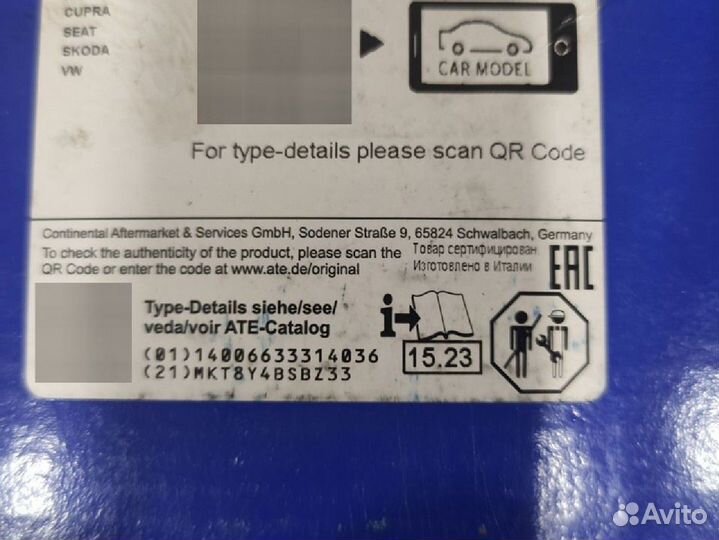 CUPRA
SEAT
SKODA
VW
CAR MODEL
For type-details please scan QR Code
Continental Aftermarket & Services GmbH, Sodener Straße 9, 65824 Schwalbach, Germany
To check the authenticity of the product, please scan the
QR Code or enter the code at www.ate.de/original
Товар сертифицирован
Изготовлено в Италии
EAC
Type-Details siehe/see/
veda/voir ATE-Catalog
(01)14006633314036
(21)MKT8Y4BSBZ33
i
15.23
Avito